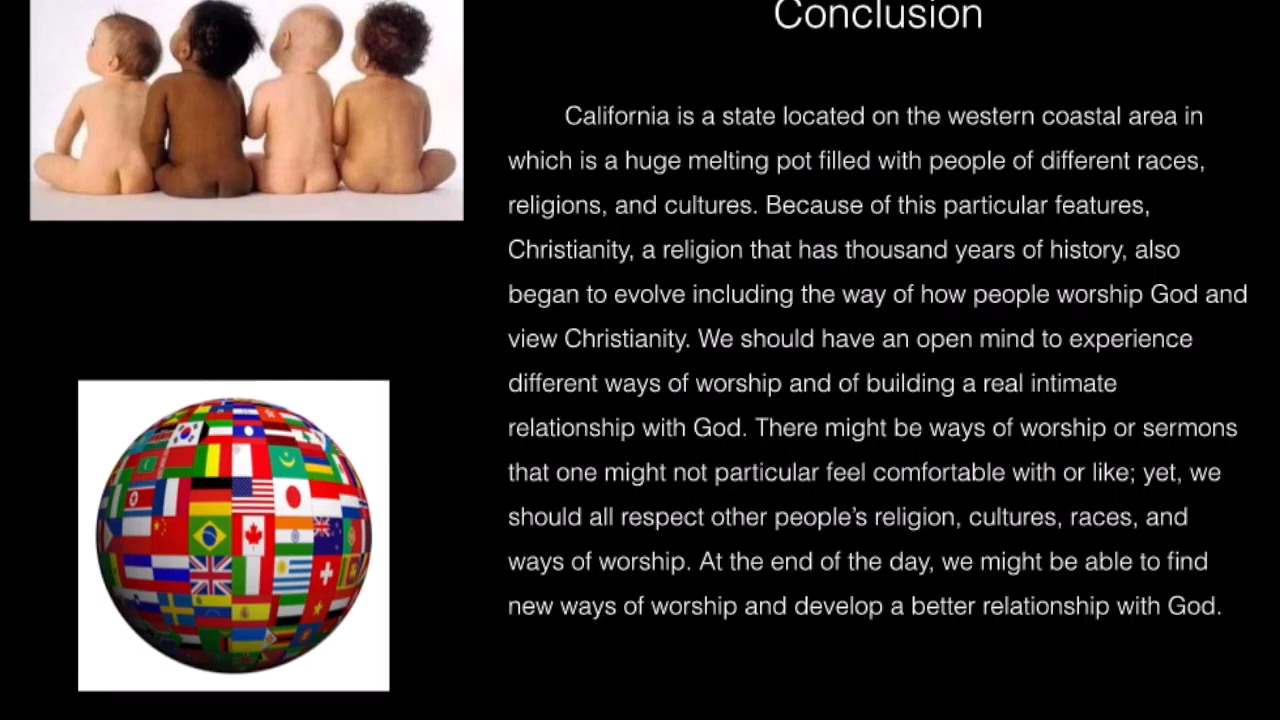 Conclusion
California is a state located on the western coastal area in
which is a huge melting pot filled with people of different races,
religions, and cultures. Because of this particular features,
Christianity, a religion that has thousand years of history, also
began to evolve including the way of how people worship God and
view Christianity. We should have an open mind to experience
different ways of worship and of building a real intimate
relationship with God. There might be ways of worship or sermons
that one might not particular feel comfortable with or like; yet, we
should all respect other people's religion, cultures, races, and
ways of worship. At the end of the day, we might be able to find
new ways of worship and develop a better relationship with God.